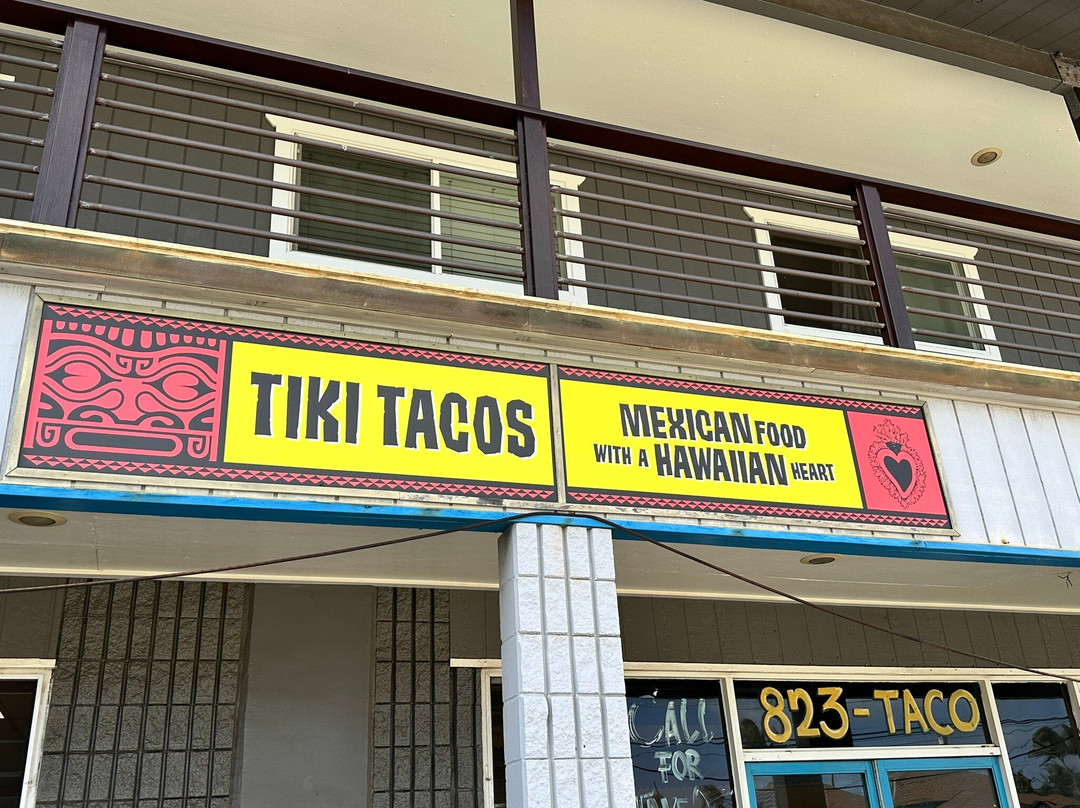 TIKI TACOS
MEXICAN FOOD
WITH A HAWAIIAN HEART
823-TACO
CALL
FOR